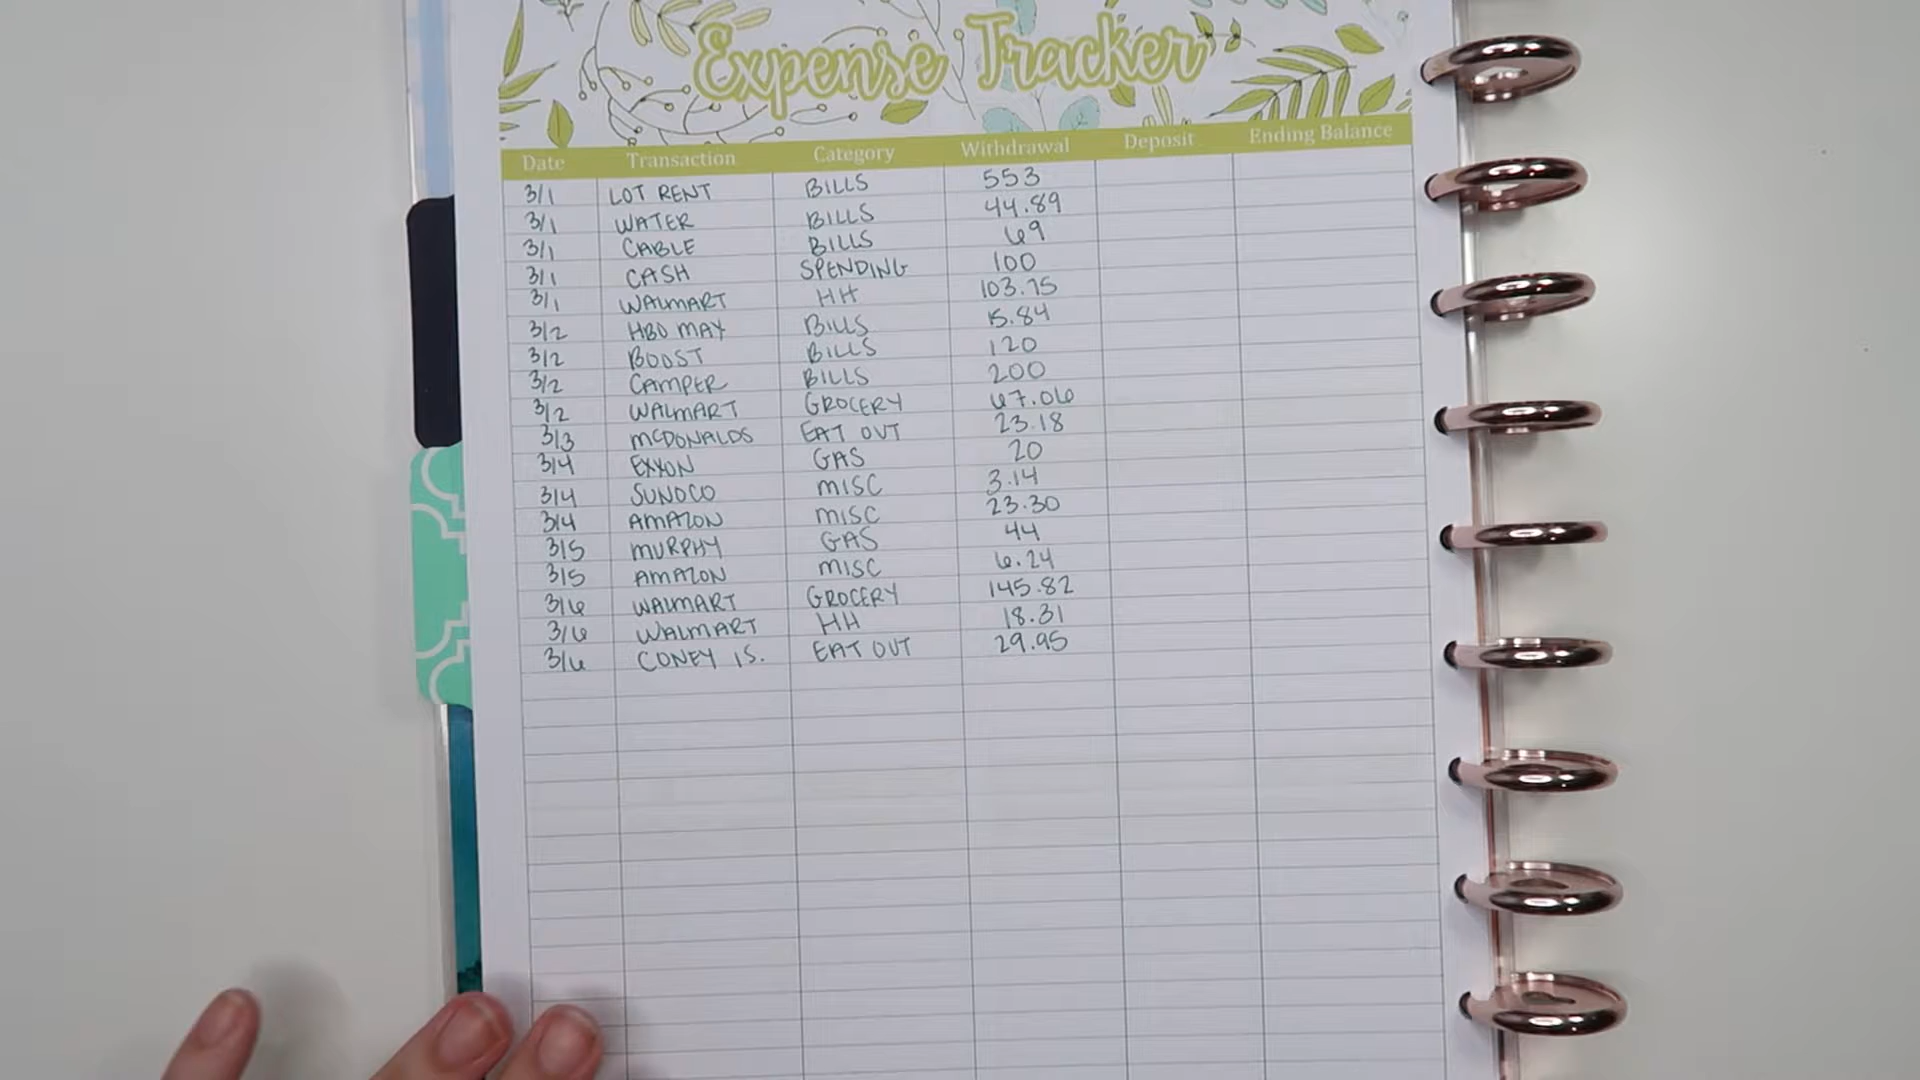 Expense Tracker
Date Transaction Category Withdrawal Deposit Ending Balance
3/1 LOT RENT BILLS 553
3/1 WATER BILLS 44.89
3/1 CABLE BILLS 69
3/1 CASH SPENDING 100
3/1 WALMART HH 103.75
3/2 HBO MAX BILLS 15.84
3/2 BOOST BILLS 120
3/2 CAMPER BILLS 200
3/2 WALMART GROCERY 67.06
3/3 MCDONALDS EAT OUT 23.18
3/4 EXXON GAS 20
3/4 SUNOCO MISC 3.14
3/4 AMAZON MISC 23.30
3/5 MURPHY GAS 44
3/5 AMAZON MISC 6.24
3/6 WALMART GROCERY 145.82
3/6 WALMART HH 18.31
3/6 CONEY IS. EAT OUT 29.95